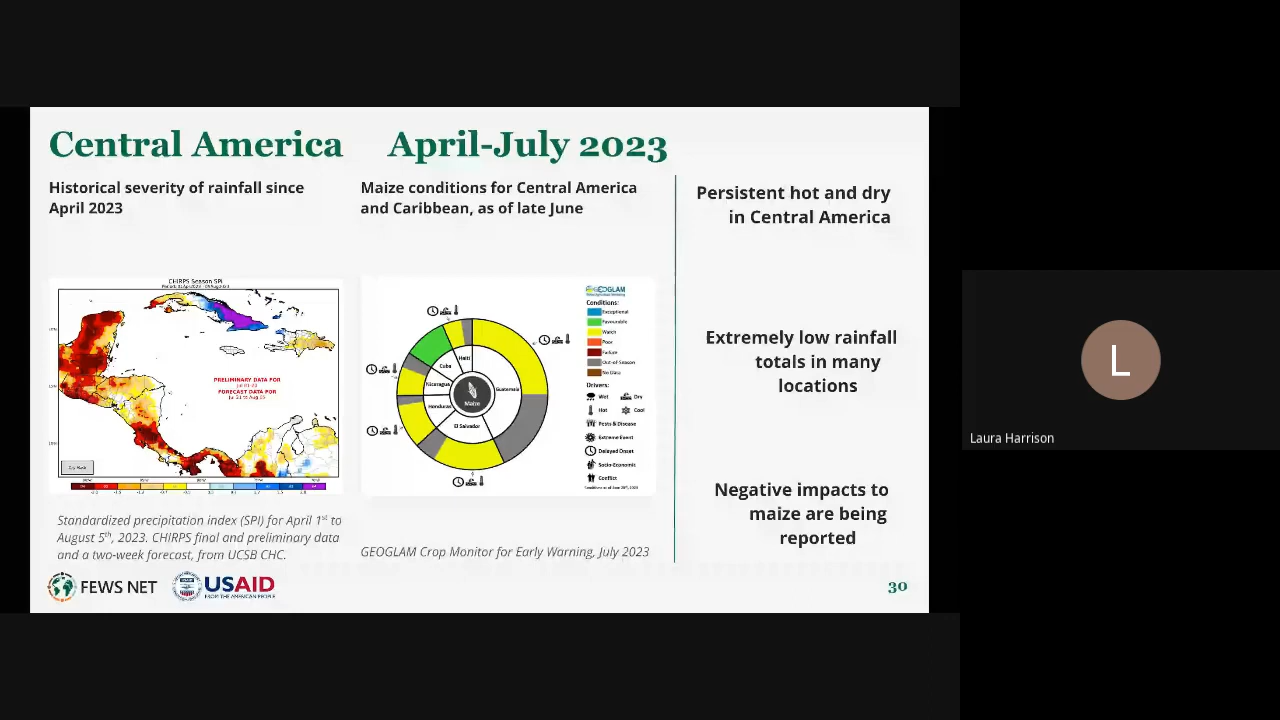 Central America April-July 2023
Historical severity of rainfall since
April 2023
CHIRPS Season SPI
PRELIMINARY DATA FOR
FORECAST DATA FOR
Standardized precipitation index (SPI) for April 1st to
August 5th, 2023. CHIRPS final and preliminary data
and a two-week forecast, from UCSB CHC.
Maize conditions for Central America
and Caribbean, as of late June
GEOGLAM
Conditions:
Exceptional
Favourable
Watch
Poor
Failure
Out-of-Season
No Data
Drivers:
Wet
Dry
Hot
Cool
Pests & Disease
Extreme Event
Delayed Onset
Socio-Economic
Conflict
Haiti
Cuba
Nicaragua
Honduras
El Salvador
Guatemala
Maize
GEOGLAM Crop Monitor for Early Warning, July 2023
Persistent hot and dry
in Central America
Extremely low rainfall
totals in many
locations
Negative impacts to
maize are being
reported
FEWS NET
USAID
FROM THE AMERICAN PEOPLE
30
L
Laura Harrison